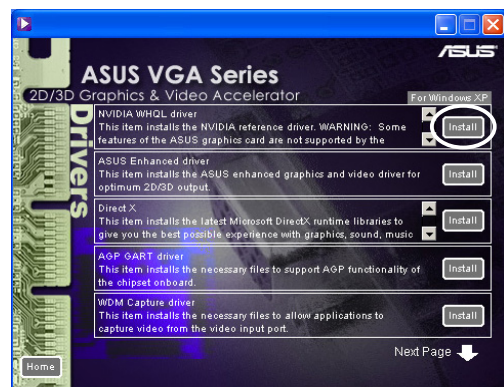 ASUS
ASUS VGA Series
2D/3D Graphics & Video Accelerator
For Windows XP
Drivers
NVIDIA WHQL driver
This item installs the NVIDIA reference driver. WARNING: Some
features of the ASUS graphics card are not supported by the
Install
ASUS Enhanced driver
This item installs the ASUS enhanced graphics and video driver for
optimum 2D/3D output.
Install
Direct X
This item installs the latest Microsoft DirectX runtime libraries to
give you the best possible experience with graphics, sound, music
Install
AGP GART driver
This item installs the necessary files to support AGP functionality of
the chipset onboard.
Install
WDM Capture driver
This item installs the necessary files to allow applications to
capture video from the video input port.
Install
Next Page
Home